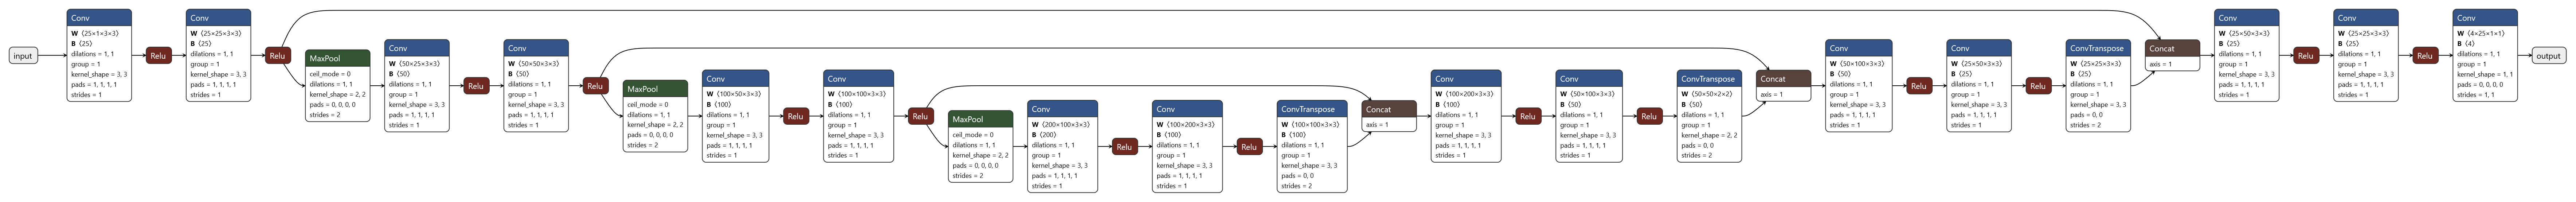 input
Conv
W ⟨25×1×3×3⟩
B ⟨25⟩
dilations = 1, 1
group = 1
kernel_shape = 3, 3
pads = 1, 1, 1, 1
strides = 1
Relu
Conv
W ⟨25×25×3×3⟩
B ⟨25⟩
dilations = 1, 1
group = 1
kernel_shape = 3, 3
pads = 1, 1, 1, 1
strides = 1
Relu
MaxPool
ceil_mode = 0
dilations = 1, 1
kernel_shape = 2, 2
pads = 0, 0, 0, 0
strides = 2
Conv
W ⟨50×25×3×3⟩
B ⟨50⟩
dilations = 1, 1
group = 1
kernel_shape = 3, 3
pads = 1, 1, 1, 1
strides = 1
Relu
Conv
W ⟨50×50×3×3⟩
B ⟨50⟩
dilations = 1, 1
group = 1
kernel_shape = 3, 3
pads = 1, 1, 1, 1
strides = 1
Relu
MaxPool
ceil_mode = 0
dilations = 1, 1
kernel_shape = 2, 2
pads = 0, 0, 0, 0
strides = 2
Conv
W ⟨100×50×3×3⟩
B ⟨100⟩
dilations = 1, 1
group = 1
kernel_shape = 3, 3
pads = 1, 1, 1, 1
strides = 1
Relu
Conv
W ⟨100×100×3×3⟩
B ⟨100⟩
dilations = 1, 1
group = 1
kernel_shape = 3, 3
pads = 1, 1, 1, 1
strides = 1
Relu
MaxPool
ceil_mode = 0
dilations = 1, 1
kernel_shape = 2, 2
pads = 0, 0, 0, 0
strides = 2
Conv
W ⟨200×100×3×3⟩
B ⟨200⟩
dilations = 1, 1
group = 1
kernel_shape = 3, 3
pads = 1, 1, 1, 1
strides = 1
Relu
Conv
W ⟨100×200×3×3⟩
B ⟨100⟩
dilations = 1, 1
group = 1
kernel_shape = 3, 3
pads = 1, 1, 1, 1
strides = 1
Relu
ConvTranspose
W ⟨100×100×3×3⟩
B ⟨100⟩
dilations = 1, 1
group = 1
kernel_shape = 3, 3
pads = 0, 0
strides = 2
Concat
axis = 1
Conv
W ⟨100×200×3×3⟩
B ⟨100⟩
dilations = 1, 1
group = 1
kernel_shape = 3, 3
pads = 1, 1, 1, 1
strides = 1
Relu
Conv
W ⟨50×100×3×3⟩
B ⟨50⟩
dilations = 1, 1
group = 1
kernel_shape = 3, 3
pads = 1, 1, 1, 1
strides = 1
Relu
ConvTranspose
W ⟨50×50×2×2⟩
B ⟨50⟩
dilations = 1, 1
group = 1
kernel_shape = 2, 2
pads = 0, 0
strides = 2
Concat
axis = 1
Conv
W ⟨50×100×3×3⟩
B ⟨50⟩
dilations = 1, 1
group = 1
kernel_shape = 3, 3
pads = 1, 1, 1, 1
strides = 1
Relu
Conv
W ⟨25×50×3×3⟩
B ⟨25⟩
dilations = 1, 1
group = 1
kernel_shape = 3, 3
pads = 1, 1, 1, 1
strides = 1
Relu
ConvTranspose
W ⟨25×25×3×3⟩
B ⟨25⟩
dilations = 1, 1
group = 1
kernel_shape = 3, 3
pads = 0, 0
strides = 2
Concat
axis = 1
Conv
W ⟨25×50×3×3⟩
B ⟨25⟩
dilations = 1, 1
group = 1
kernel_shape = 3, 3
pads = 1, 1, 1, 1
strides = 1
Relu
Conv
W ⟨25×25×3×3⟩
B ⟨25⟩
dilations = 1, 1
group = 1
kernel_shape = 3, 3
pads = 1, 1, 1, 1
strides = 1
Relu
Conv
W ⟨4×25×1×1⟩
B ⟨4⟩
dilations = 1, 1
group = 1
kernel_shape = 1, 1
pads = 0, 0, 0, 0
strides = 1, 1
output